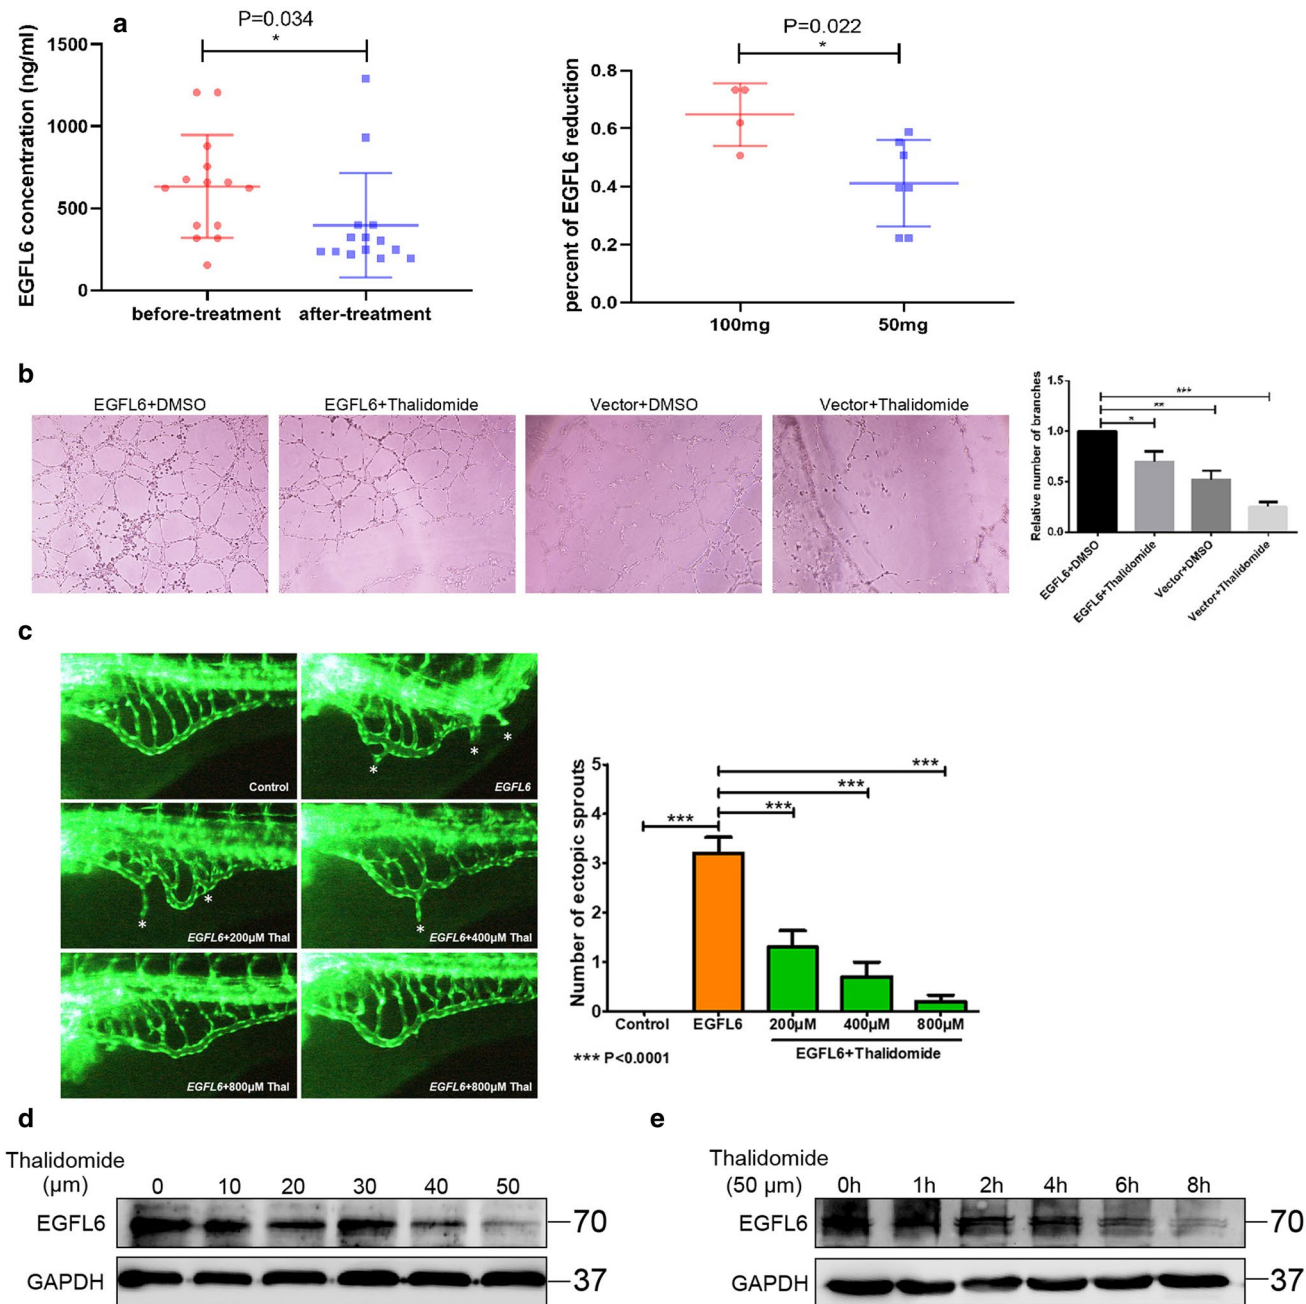 a
P=0.034
*
EGFL6 concentration (ng/ml)
1500
1000
500
0
before-treatment after-treatment
P=0.022
*
percent of EGFL6 reduction
0.8
0.6
0.4
0.2
0.0
100mg 50mg
b
EGFL6+DMSO EGFL6+Thalidomide Vector+DMSO Vector+Thalidomide
Relative number of branches
1.5
1.0
0.5
0.0
***
**
*
EGFL6+DMSO
EGFL6+Thalidomide
Vector+DMSO
Vector+Thalidomide
c
Control
* * *
EGFL6
* *
EGFL6+200μM Thal
*
EGFL6+400μM Thal
EGFL6+800μM Thal
EGFL6+800μM Thal
Number of ectopic sprouts
5
4
3
2
1
0
***
***
***
***
Control EGFL6 200μM 400μM 800μM
EGFL6+Thalidomide
*** P<0.0001
d
Thalidomide
(μm) 0 10 20 30 40 50
EGFL6 70
GAPDH 37
e
Thalidomide
(50 μm) 0h 1h 2h 4h 6h 8h
EGFL6 70
GAPDH 37